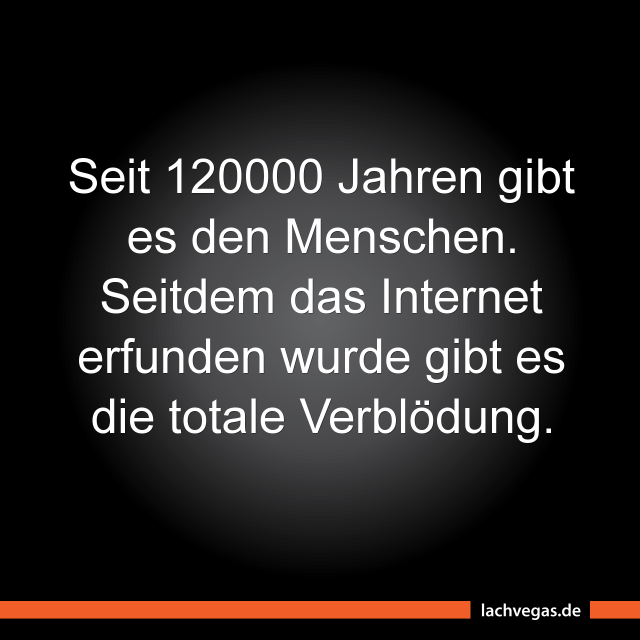 Seit 120000 Jahren gibt
es den Menschen.
Seitdem das Internet
erfunden wurde gibt es
die totale Verblödung.
lachvegas.de